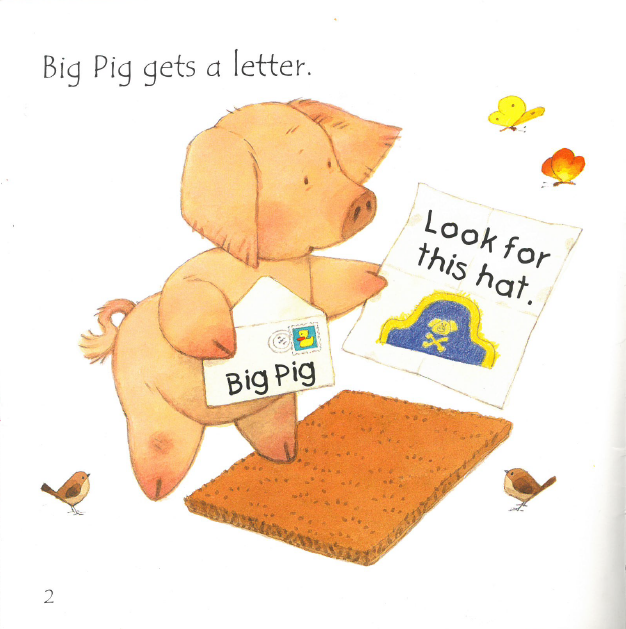 Big Pig gets a letter.
Look for
this hat.
Big Pig
2